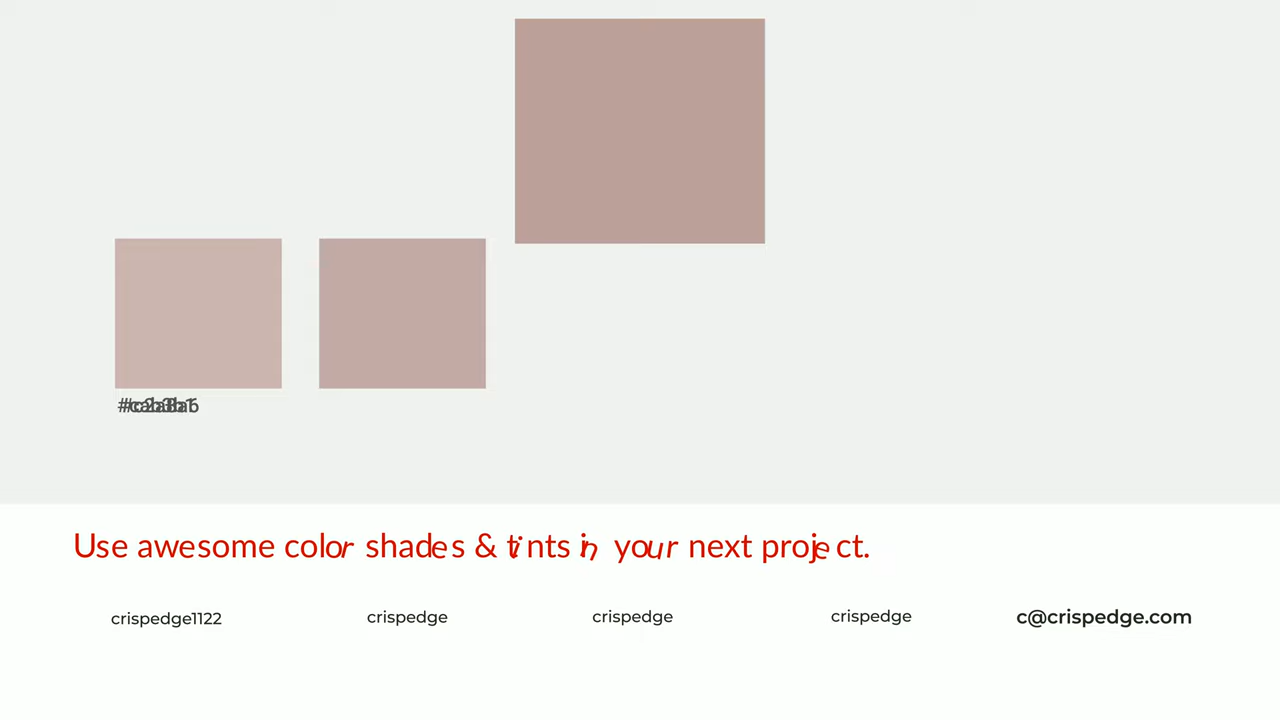 Use awesome color shades & tints in your next project.
crispedge1122 crispedge crispedge crispedge c@crispedge.com